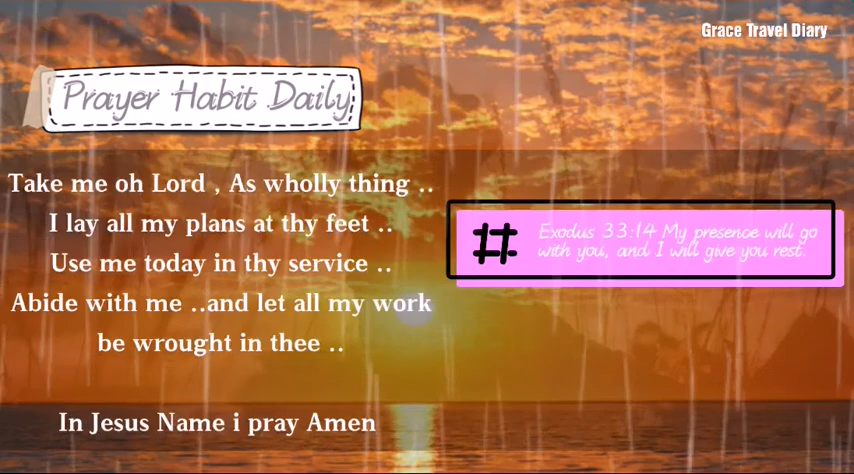 Grace Travel Diary
Prayer Habit Daily
Take me oh Lord , As wholly thing ..
I lay all my plans at thy feet ..
Use me today in thy service ..
Abide with me ..and let all my work
be wrought in thee ..
In Jesus Name i pray Amen
# Exodus 33:14 My presence will go
with you, and I will give you rest.